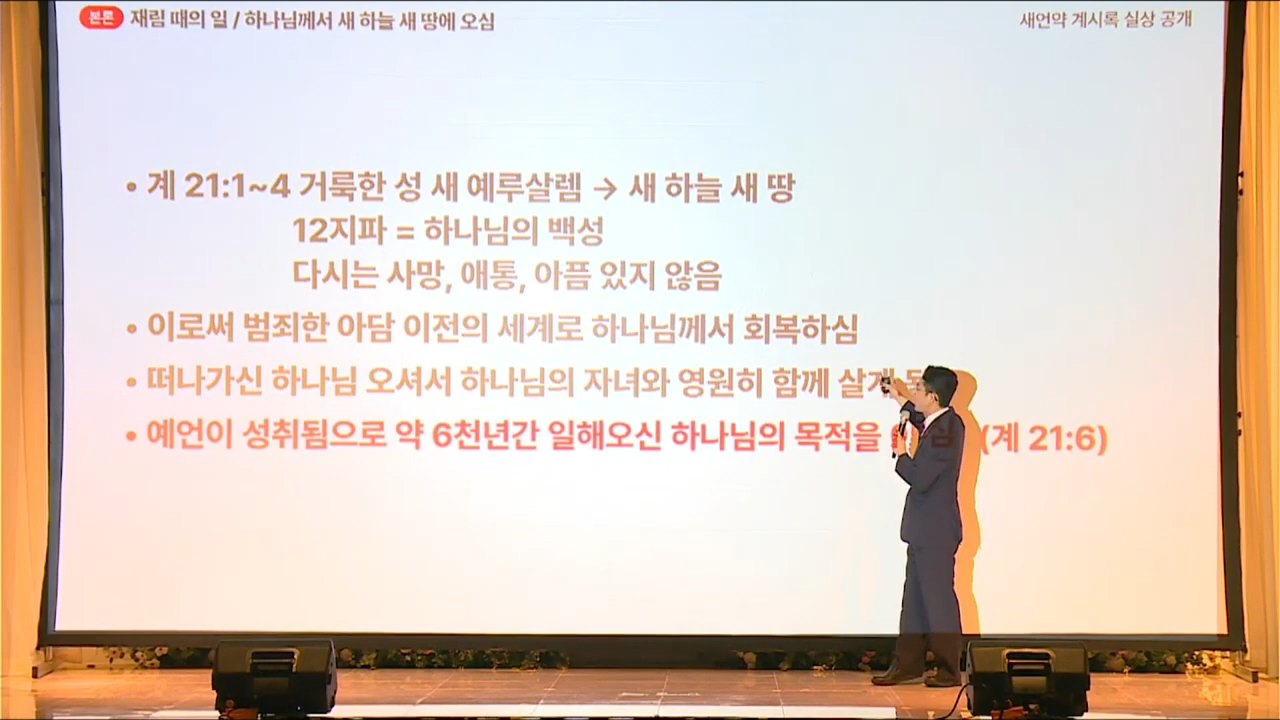 본론 재림 때의 일 / 하나님께서 새 하늘 새 땅에 오심
새언약 계시록 실상 공개
• 계 21:1~4 거룩한 성 새 예루살렘 → 새 하늘 새 땅
12지파 = 하나님의 백성
다시는 사망, 애통, 아픔 있지 않음
• 이로써 범죄한 아담 이전의 세계로 하나님께서 회복하심
• 떠나가신 하나님 오셔서 하나님의 자녀와 영원히 함께 살게
• 예언이 성취됨으로 약 6천년간 일해오신 하나님의 목적을 (계 21:6)